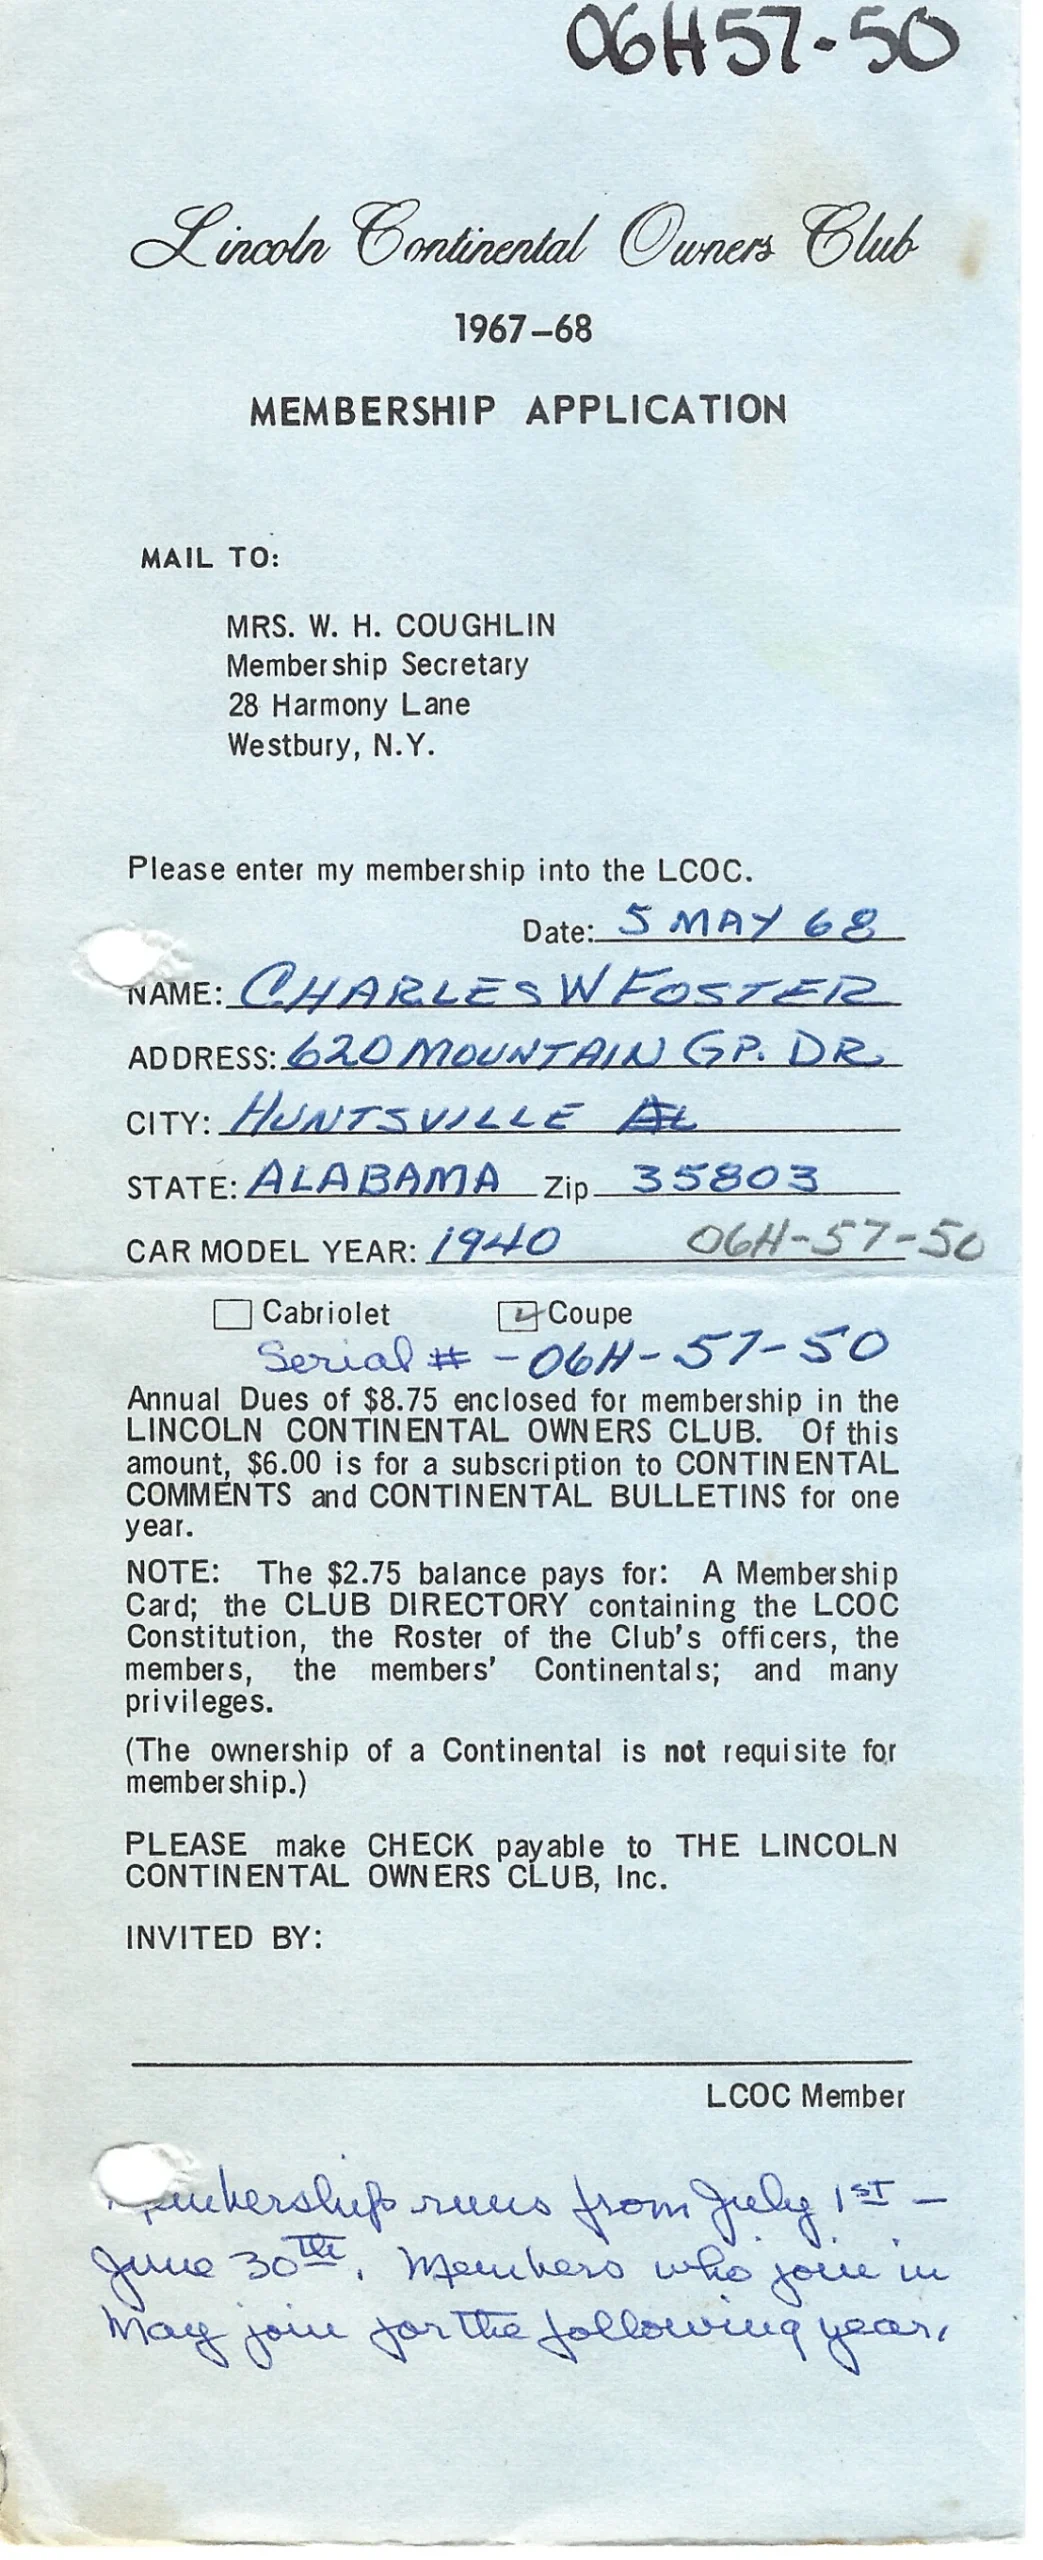 06H57-50
Lincoln Continental Owners Club
1967-68
MEMBERSHIP APPLICATION
MAIL TO:
MRS. W. H. COUGHLIN
Membership Secretary
28 Harmony Lane
Westbury, N.Y.
Please enter my membership into the LCOC.
Date: 5 MAY 68
NAME: CHARLES W FOSTER
ADDRESS: 620 MOUNTAIN GP. DR.
CITY: HUNTSVILLE AL
STATE: ALABAMA Zip 35803
CAR MODEL YEAR: 1940 06H-57-50
Cabriolet Coupe
Serial # - 06H-57-50
Annual Dues of $8.75 enclosed for membership in the
LINCOLN CONTINENTAL OWNERS CLUB. Of this
amount, $6.00 is for a subscription to CONTINENTAL
COMMENTS and CONTINENTAL BULLETINS for one
year.
NOTE: The $2.75 balance pays for: A Membership
Card; the CLUB DIRECTORY containing the LCOC
Constitution, the Roster of the Club's officers, the
members, the members' Continentals; and many
privileges.
(The ownership of a Continental is not requisite for
membership.)
PLEASE make CHECK payable to THE LINCOLN
CONTINENTAL OWNERS CLUB, Inc.
INVITED BY:
LCOC Member
Memberships runs from July 1ST -
June 30th. Members who join in
May join for the following year.